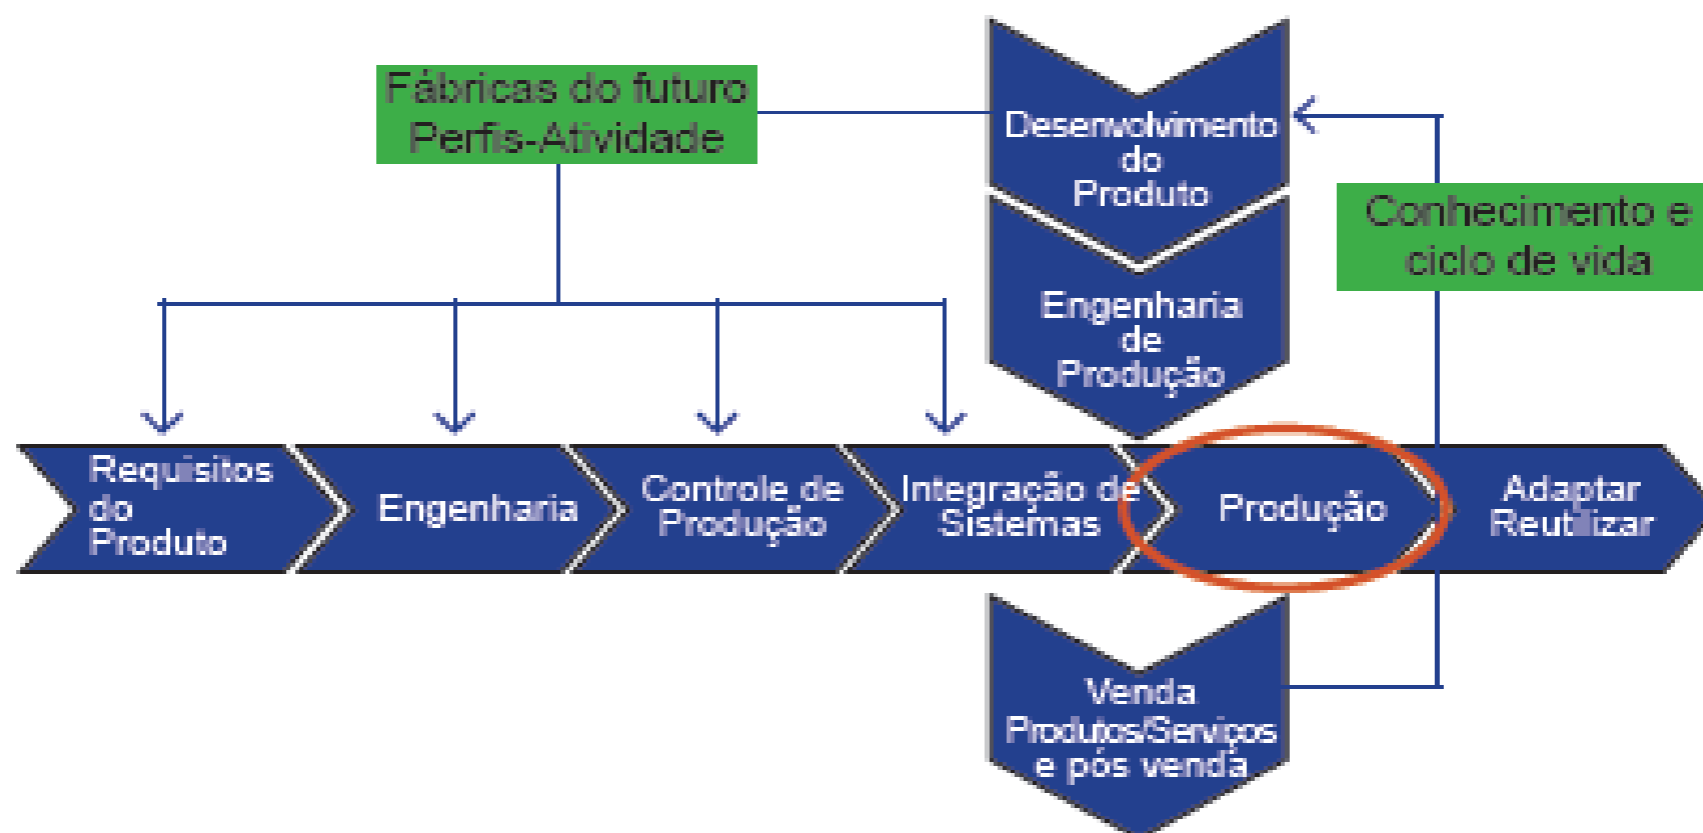 Fábricas do futuro
Perfis-Atividade
Desenvolvimento
do
Produto
Conhecimento e
ciclo de vida
Engenharia
de
Produção
Requisitos
do
Produto
Engenharia
Controle de
Produção
Integração de
Sistemas
Produção
Adaptar
Reutilizar
Venda
Produtos/Serviços
e pós venda